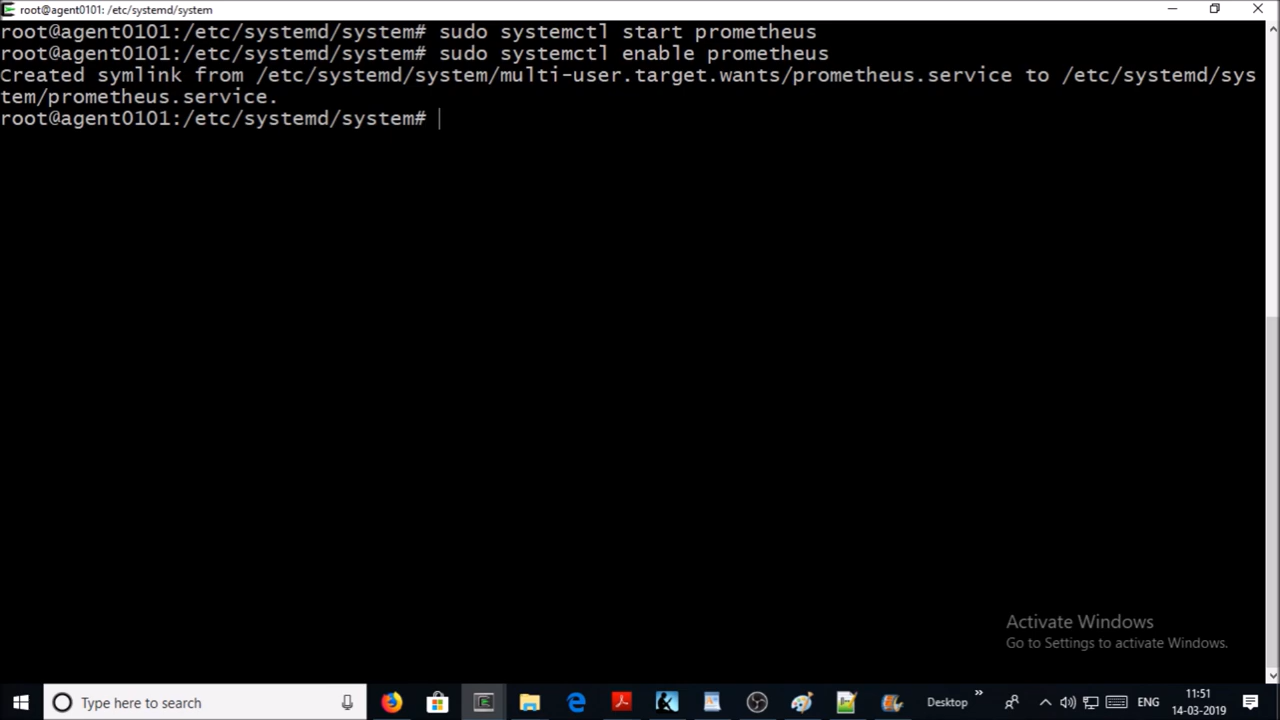 root@agent0101: /etc/systemd/system
root@agent0101:/etc/systemd/system# sudo systemctl start prometheus
root@agent0101:/etc/systemd/system# sudo systemctl enable prometheus
Created symlink from /etc/systemd/system/multi-user.target.wants/prometheus.service to /etc/systemd/sys
tem/prometheus.service.
root@agent0101:/etc/systemd/system#
Activate Windows
Go to Settings to activate Windows.
Type here to search
Desktop
ENG
11:51
14-03-2019